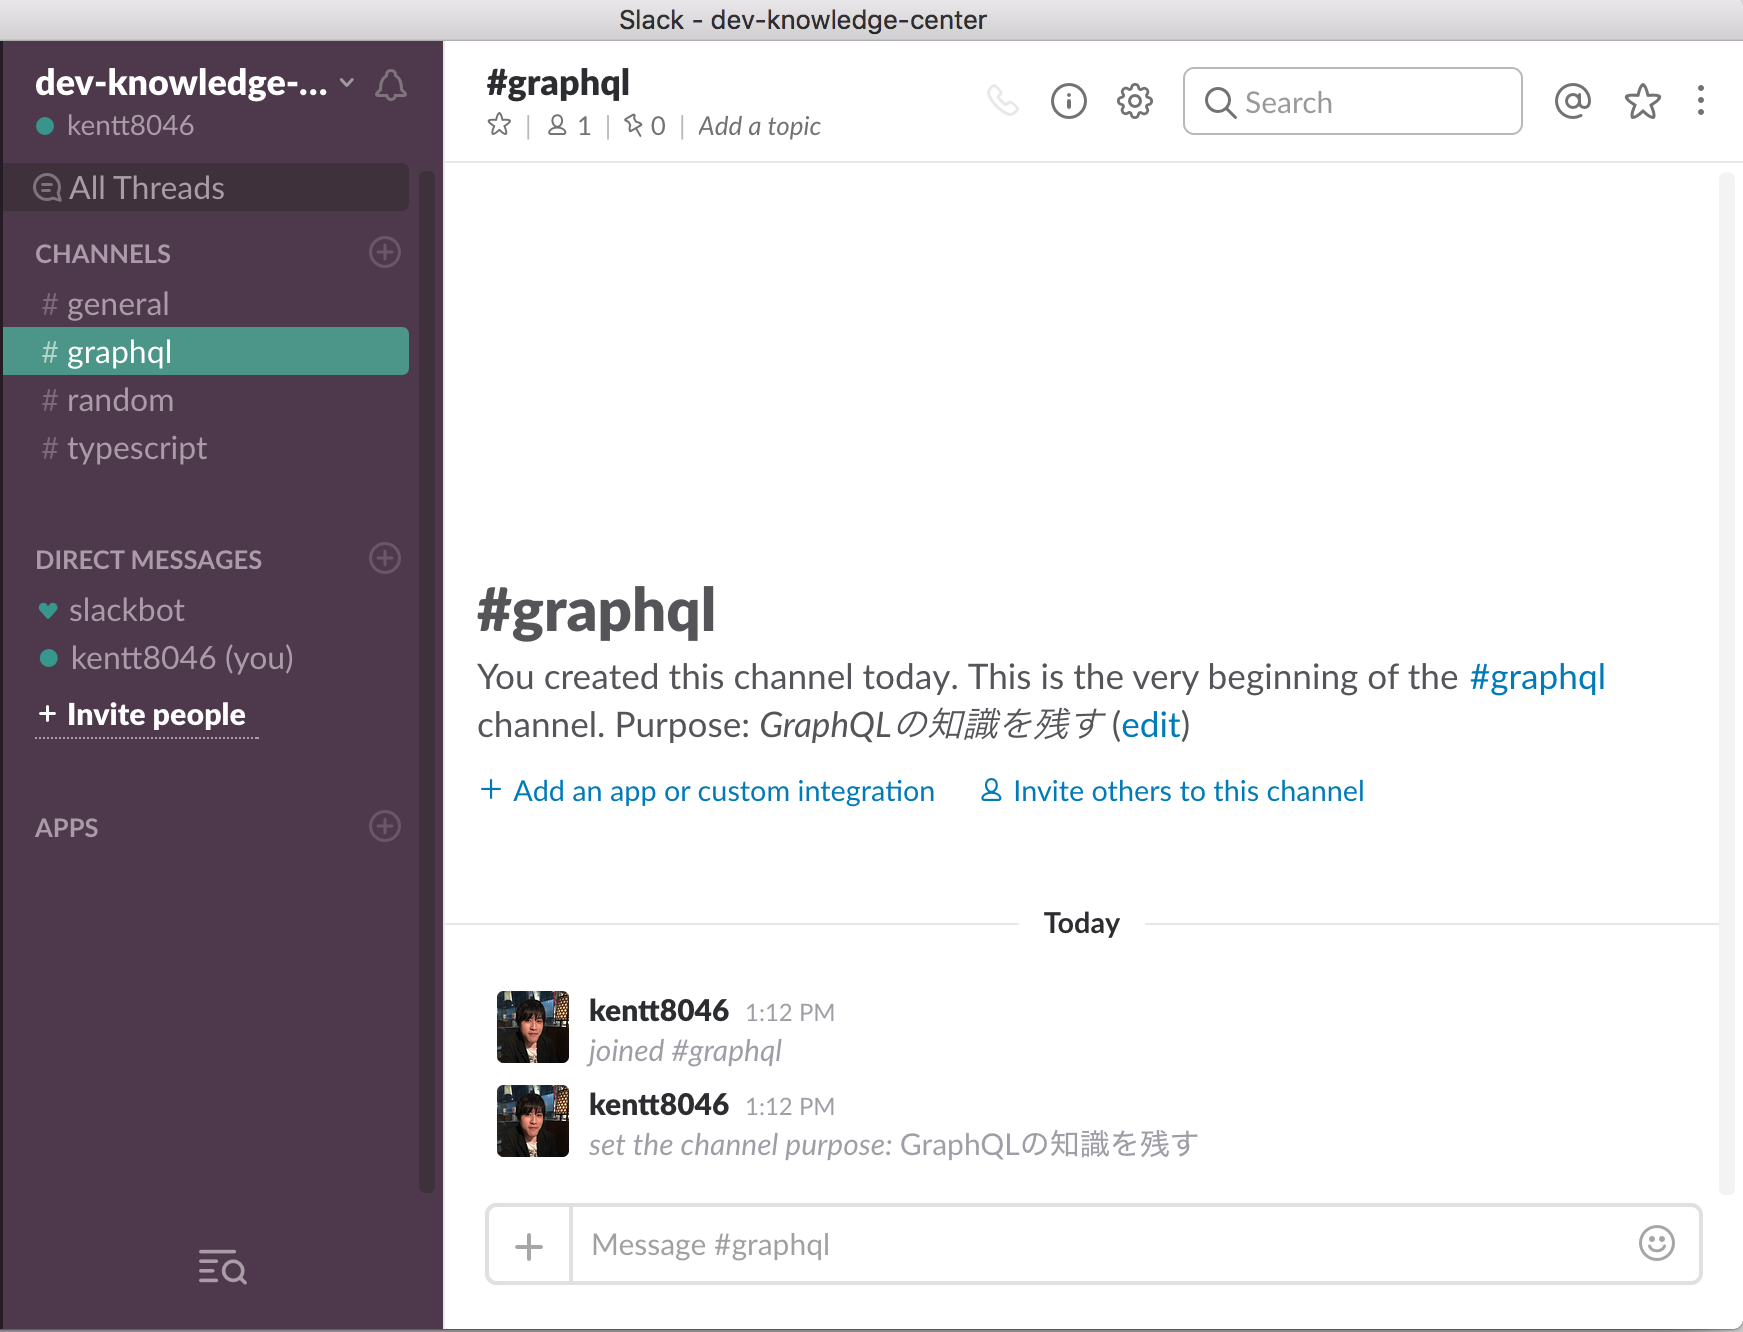 Slack - dev-knowledge-center
dev-knowledge-...
kentt8046
All Threads
CHANNELS
# general
# graphql
# random
# typescript
DIRECT MESSAGES
slackbot
kentt8046 (you)
+ Invite people
APPS
#graphql
1 | 0 | Add a topic
Search
#graphql
You created this channel today. This is the very beginning of the #graphql
channel. Purpose: GraphQLの知識を残す (edit)
+ Add an app or custom integration
Invite others to this channel
Today
kentt8046 1:12 PM
joined #graphql
kentt8046 1:12 PM
set the channel purpose: GraphQLの知識を残す
Message #graphql